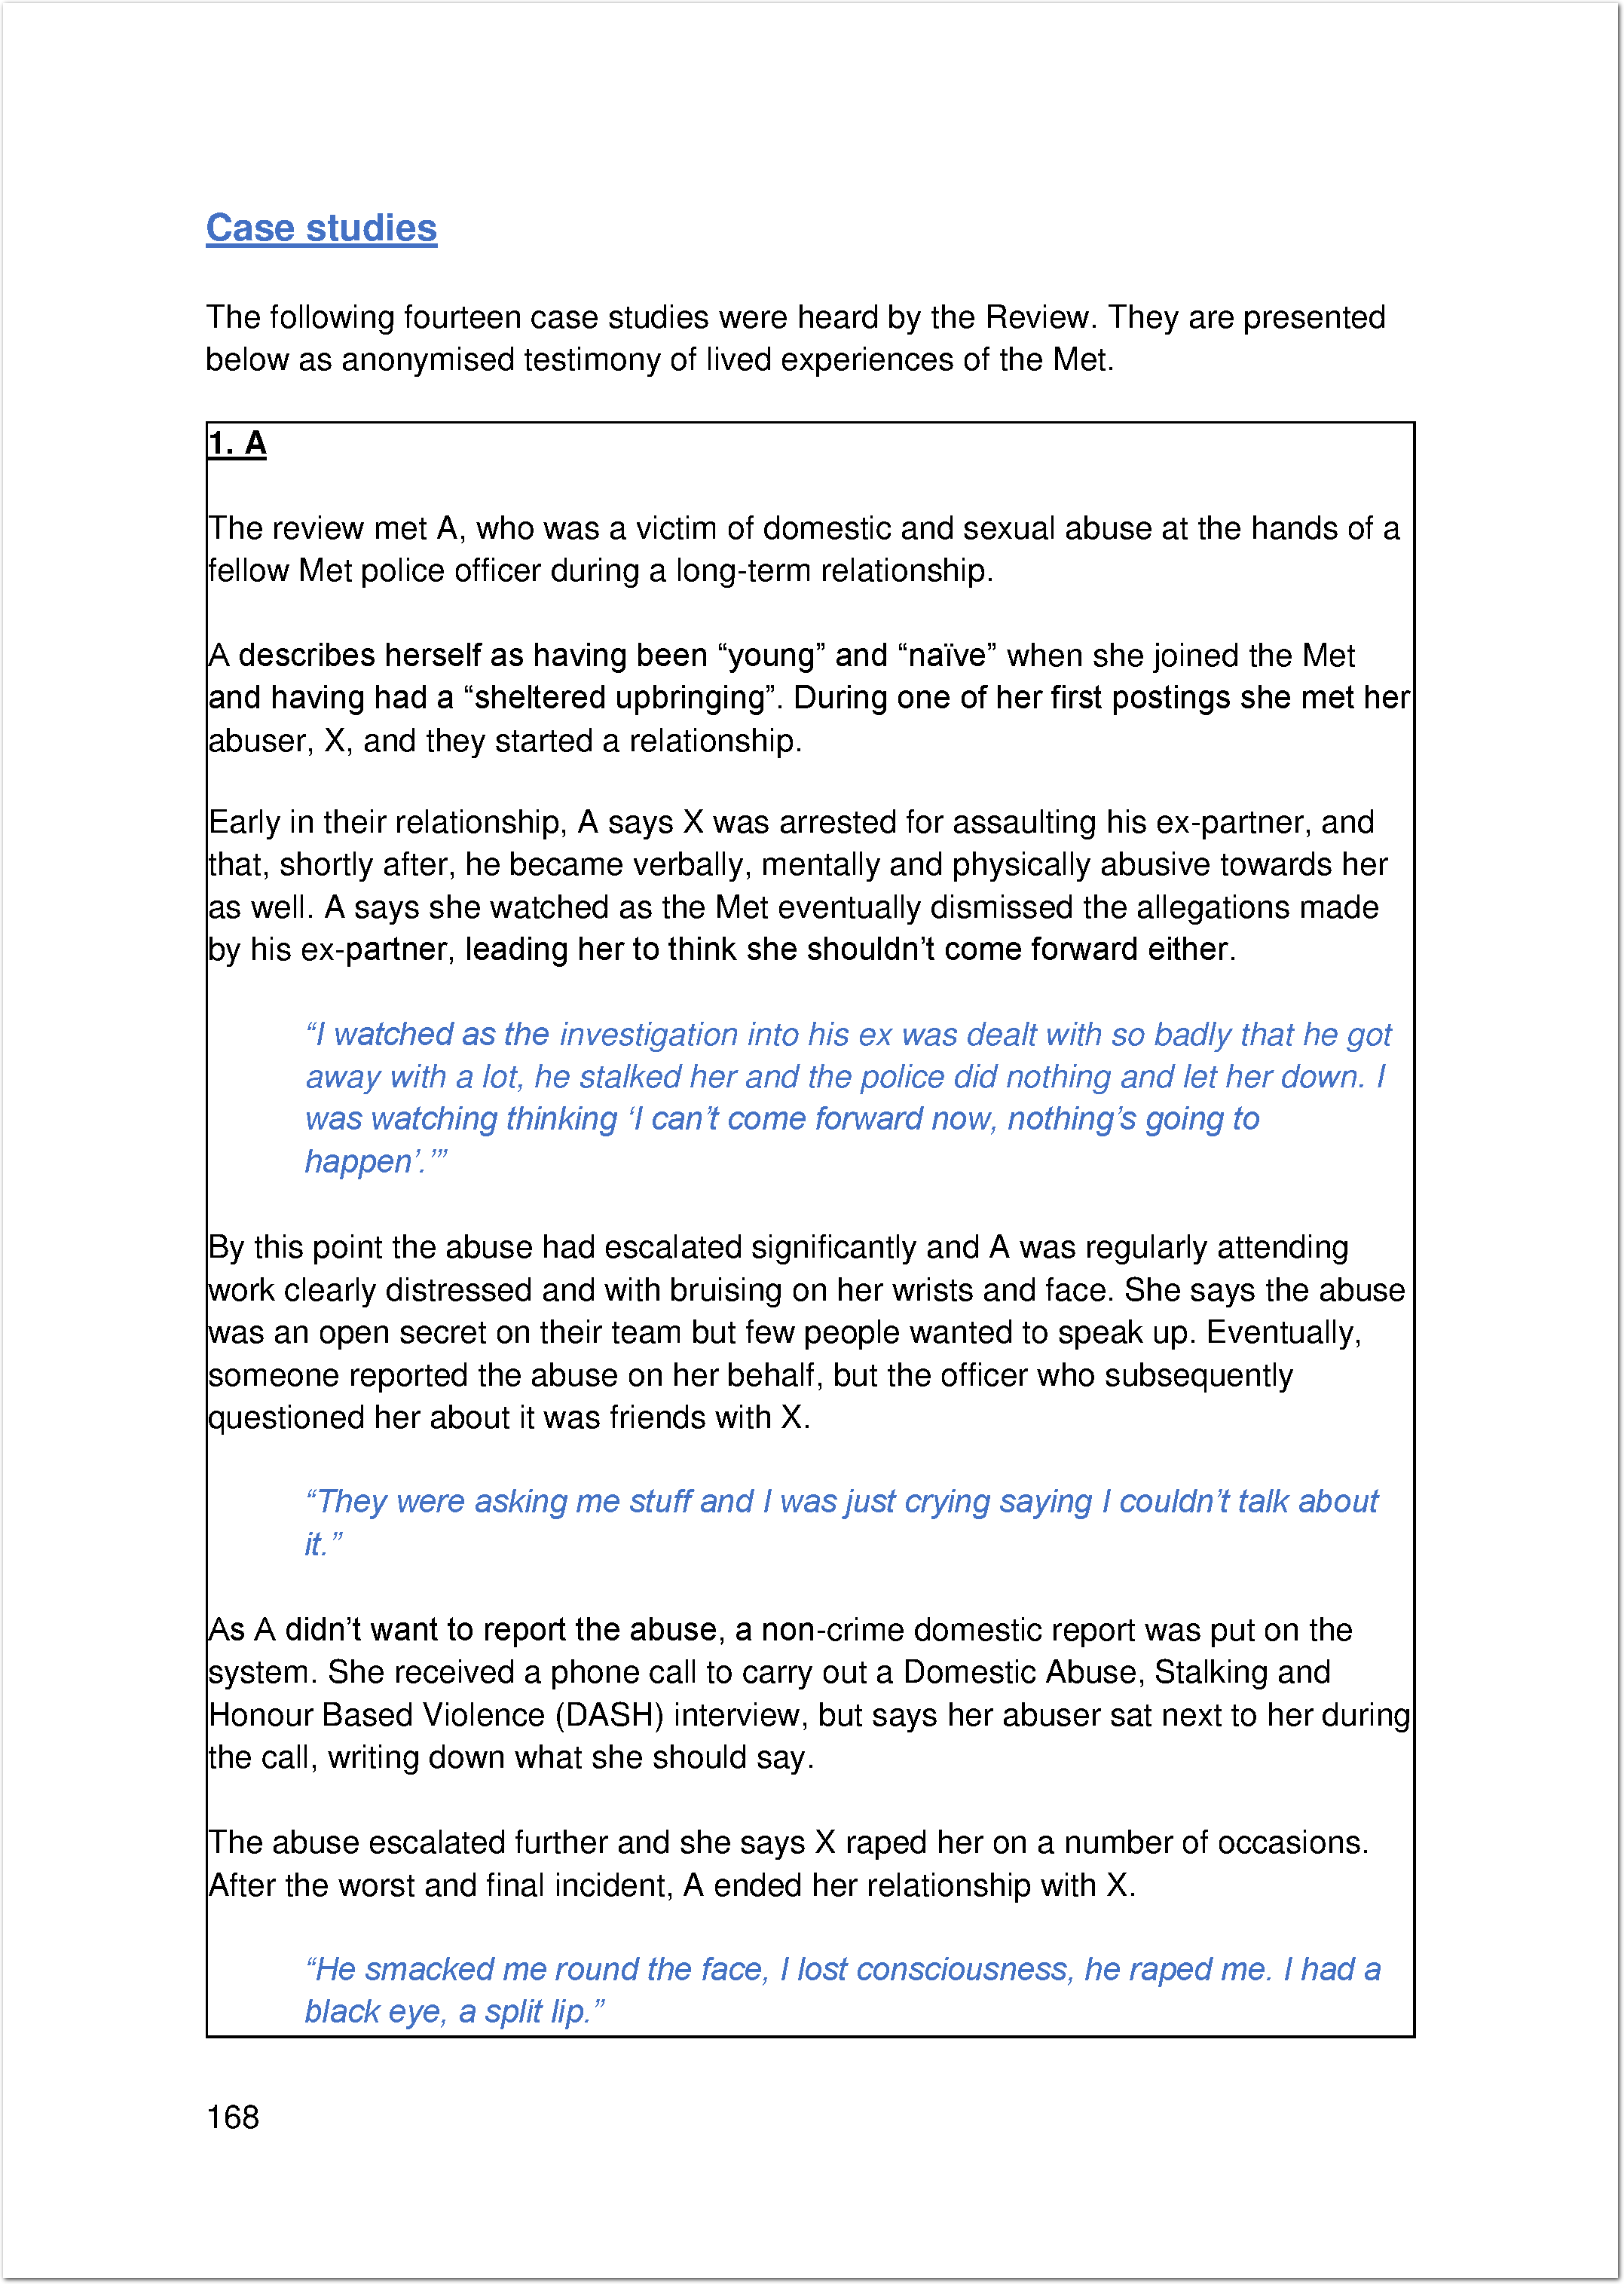 Case studies
The following fourteen case studies were heard by the Review. They are presented
below as anonymised testimony of lived experiences of the Met.
1. A
The review met A, who was a victim of domestic and sexual abuse at the hands of a
fellow Met police officer during a long-term relationship.
A describes herself as having been “young” and “naïve” when she joined the Met
and having had a “sheltered upbringing”. During one of her first postings she met her
abuser, X, and they started a relationship.
Early in their relationship, A says X was arrested for assaulting his ex-partner, and
that, shortly after, he became verbally, mentally and physically abusive towards her
as well. A says she watched as the Met eventually dismissed the allegations made
by his ex-partner, leading her to think she shouldn’t come forward either.
“I watched as the investigation into his ex was dealt with so badly that he got
away with a lot, he stalked her and the police did nothing and let her down. I
was watching thinking ‘I can’t come forward now, nothing’s going to
happen’.’”
By this point the abuse had escalated significantly and A was regularly attending
work clearly distressed and with bruising on her wrists and face. She says the abuse
was an open secret on their team but few people wanted to speak up. Eventually,
someone reported the abuse on her behalf, but the officer who subsequently
questioned her about it was friends with X.
“They were asking me stuff and I was just crying saying I couldn’t talk about
it.”
As A didn’t want to report the abuse, a non-crime domestic report was put on the
system. She received a phone call to carry out a Domestic Abuse, Stalking and
Honour Based Violence (DASH) interview, but says her abuser sat next to her during
the call, writing down what she should say.
The abuse escalated further and she says X raped her on a number of occasions.
After the worst and final incident, A ended her relationship with X.
“He smacked me round the face, I lost consciousness, he raped me. I had a
black eye, a split lip.”
168